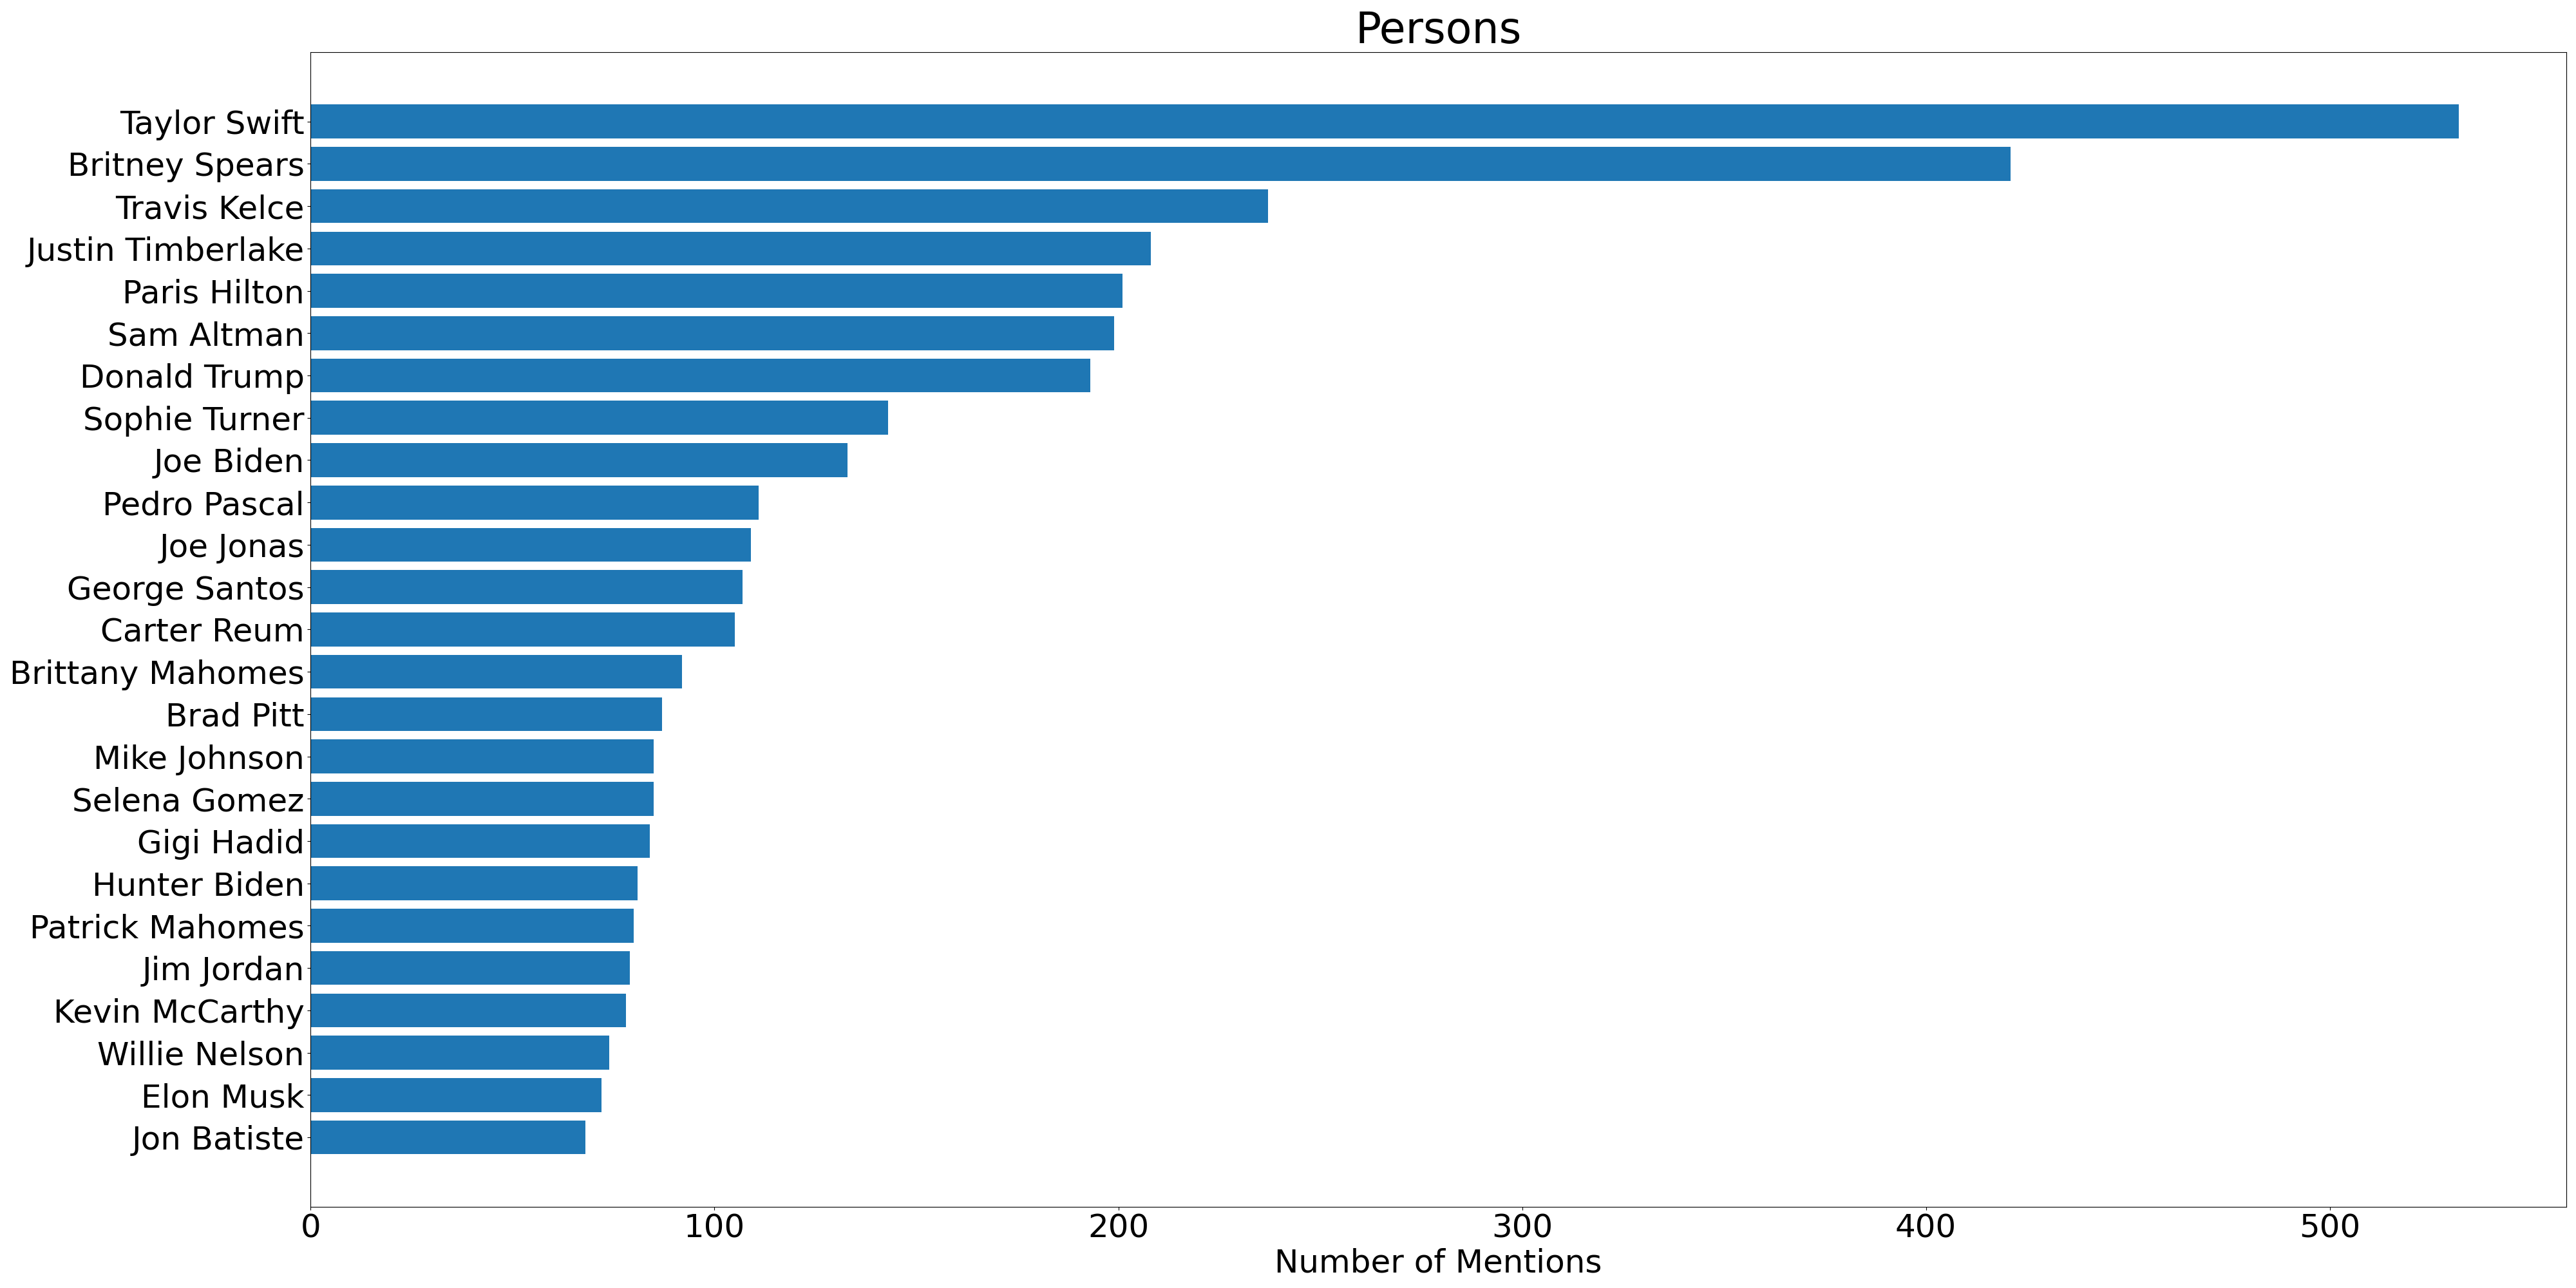 Persons
Taylor Swift
Britney Spears
Travis Kelce
Justin Timberlake
Paris Hilton
Sam Altman
Donald Trump
Sophie Turner
Joe Biden
Pedro Pascal
Joe Jonas
George Santos
Carter Reum
Brittany Mahomes
Brad Pitt
Mike Johnson
Selena Gomez
Gigi Hadid
Hunter Biden
Patrick Mahomes
Jim Jordan
Kevin McCarthy
Willie Nelson
Elon Musk
Jon Batiste
0 100 200 300 400 500
Number of Mentions